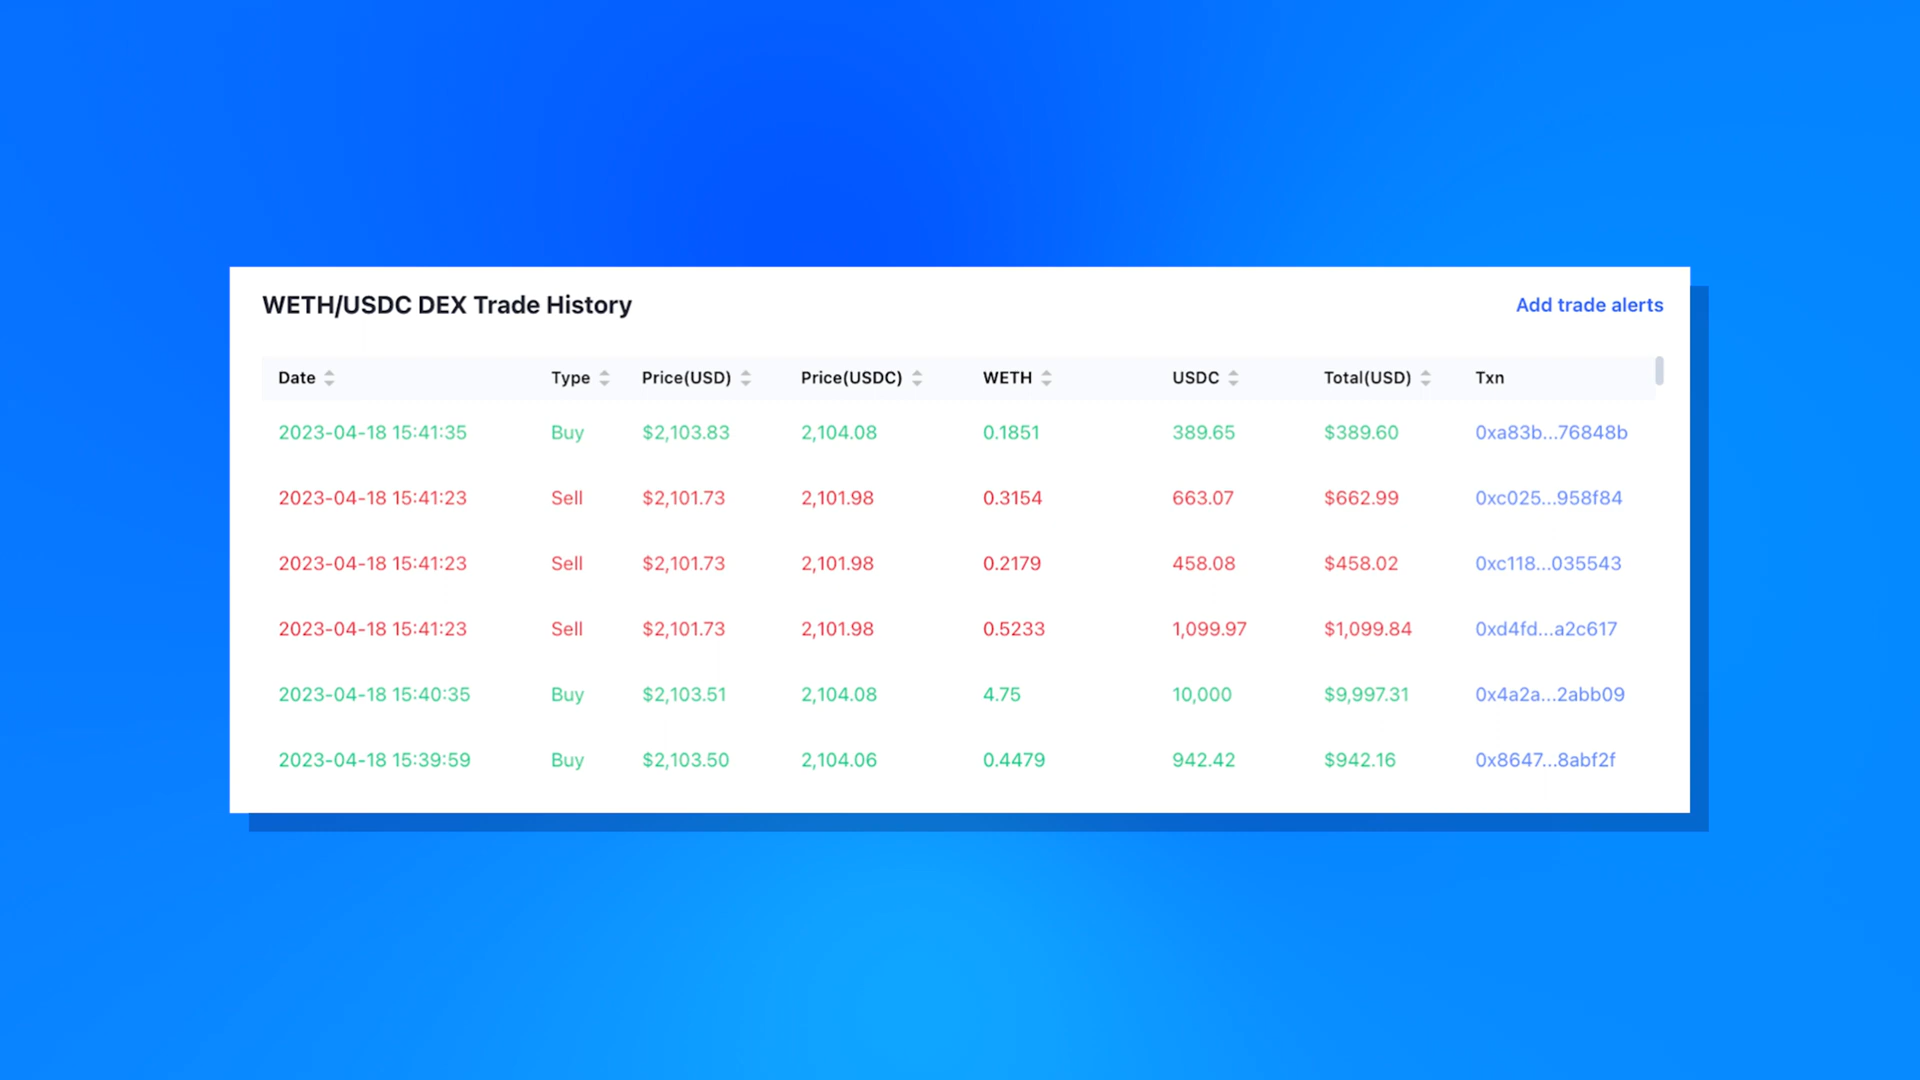 WETH/USDC DEX Trade History Add trade alerts
Date Type Price(USD) Price(USDC) WETH USDC Total(USD) Txn
2023-04-18 15:41:35 Buy $2,103.83 2,104.08 0.1851 389.65 $389.60 0xa83b...76848b
2023-04-18 15:41:23 Sell $2,101.73 2,101.98 0.3154 663.07 $662.99 0xc025...958f84
2023-04-18 15:41:23 Sell $2,101.73 2,101.98 0.2179 458.08 $458.02 0xc118...035543
2023-04-18 15:41:23 Sell $2,101.73 2,101.98 0.5233 1,099.97 $1,099.84 0xd4fd...a2c617
2023-04-18 15:40:35 Buy $2,103.51 2,104.08 4.75 10,000 $9,997.31 0x4a2a...2abb09
2023-04-18 15:39:59 Buy $2,103.50 2,104.06 0.4479 942.42 $942.16 0x8647...8abf2f